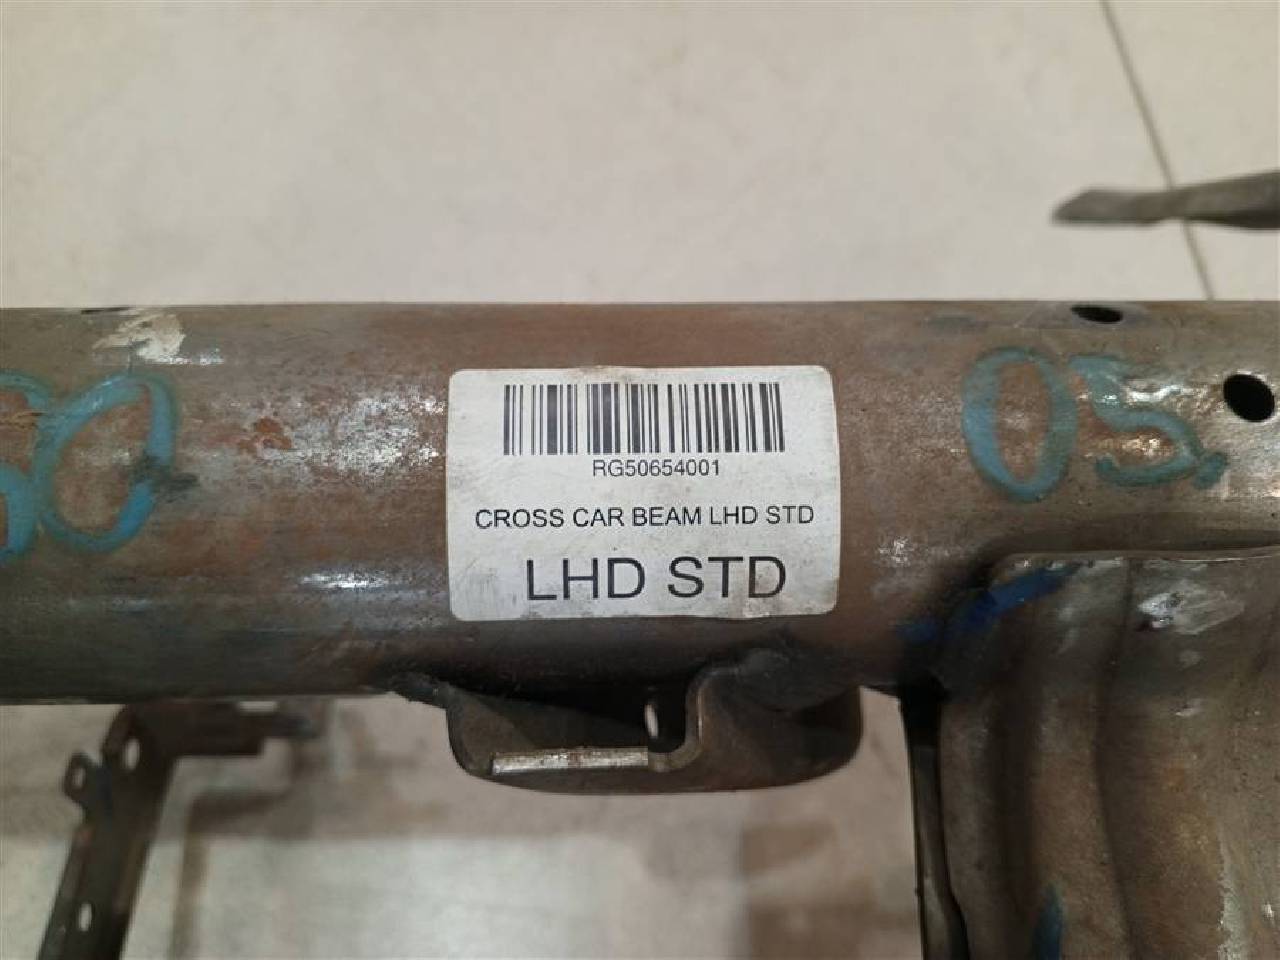 RG50654001
CROSS CAR BEAM LHD STD
LHD STD
05.